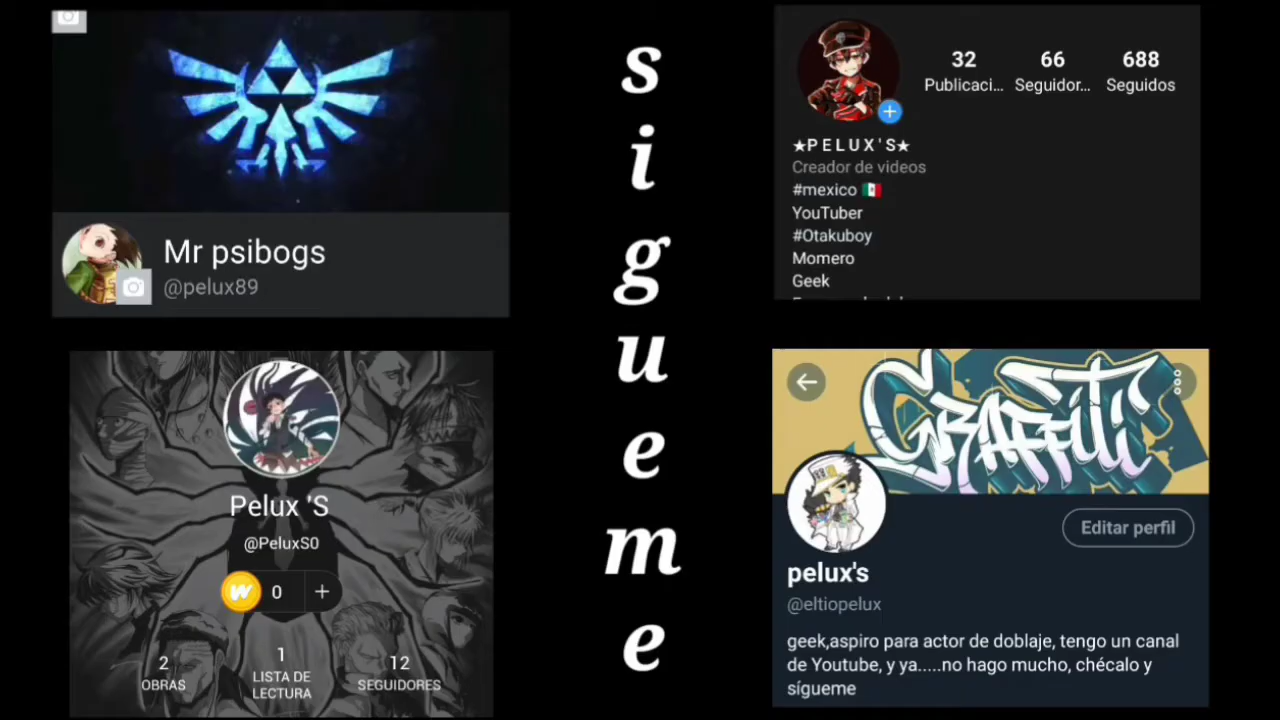 Mr psibogs
@pelux89
s
i
g
u
e
m
e
32 66 688
Publicaci... Seguidor... Seguidos
★PELUX'S★
Creador de videos
#mexico 🇲🇽
YouTuber
#Otakuboy
Momero
Geek
Pelux 'S
@PeluxS0
W 0 +
2 1 12
OBRAS LISTA DE LECTURA SEGUIDORES
GRAFFITI
Editar perfil
pelux's
@eltiopelux
geek,aspiro para actor de doblaje, tengo un canal
de Youtube, y ya.....no hago mucho, chécalo y
sígueme